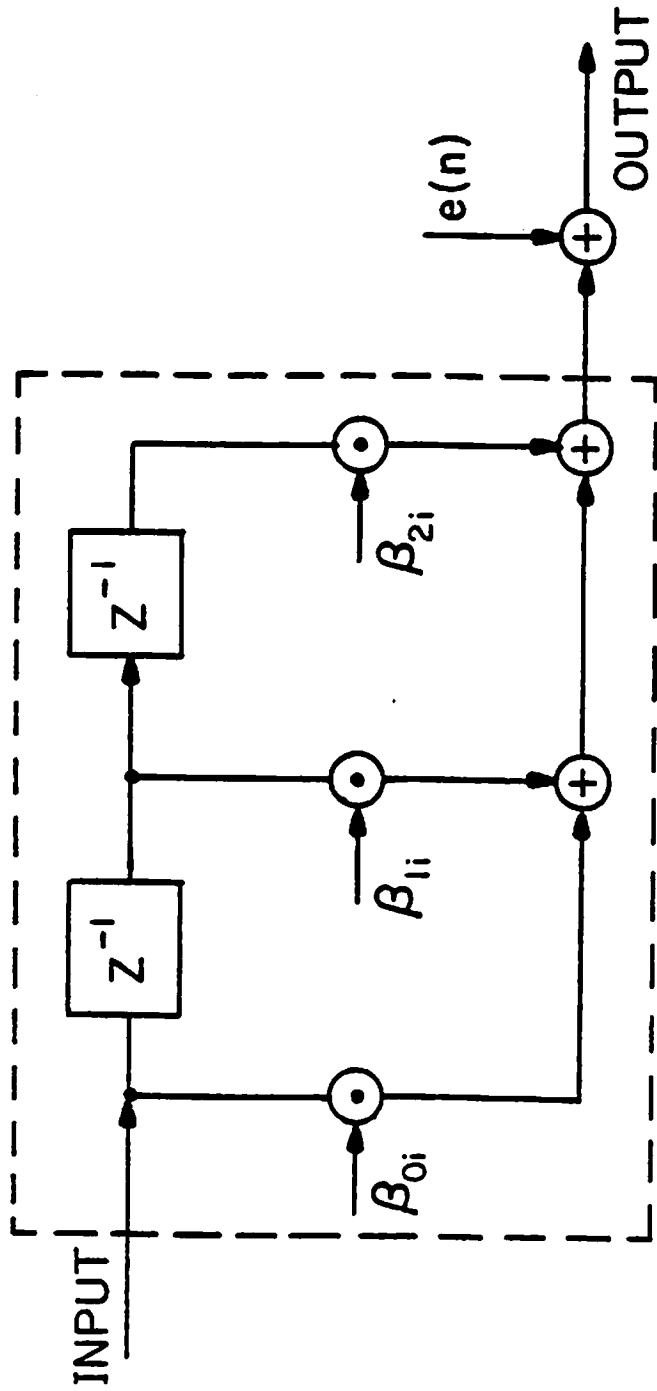 INPUT
Z⁻¹
Z⁻¹
β₀ᵢ
β₁ᵢ
β₂ᵢ
e(n)
OUTPUT